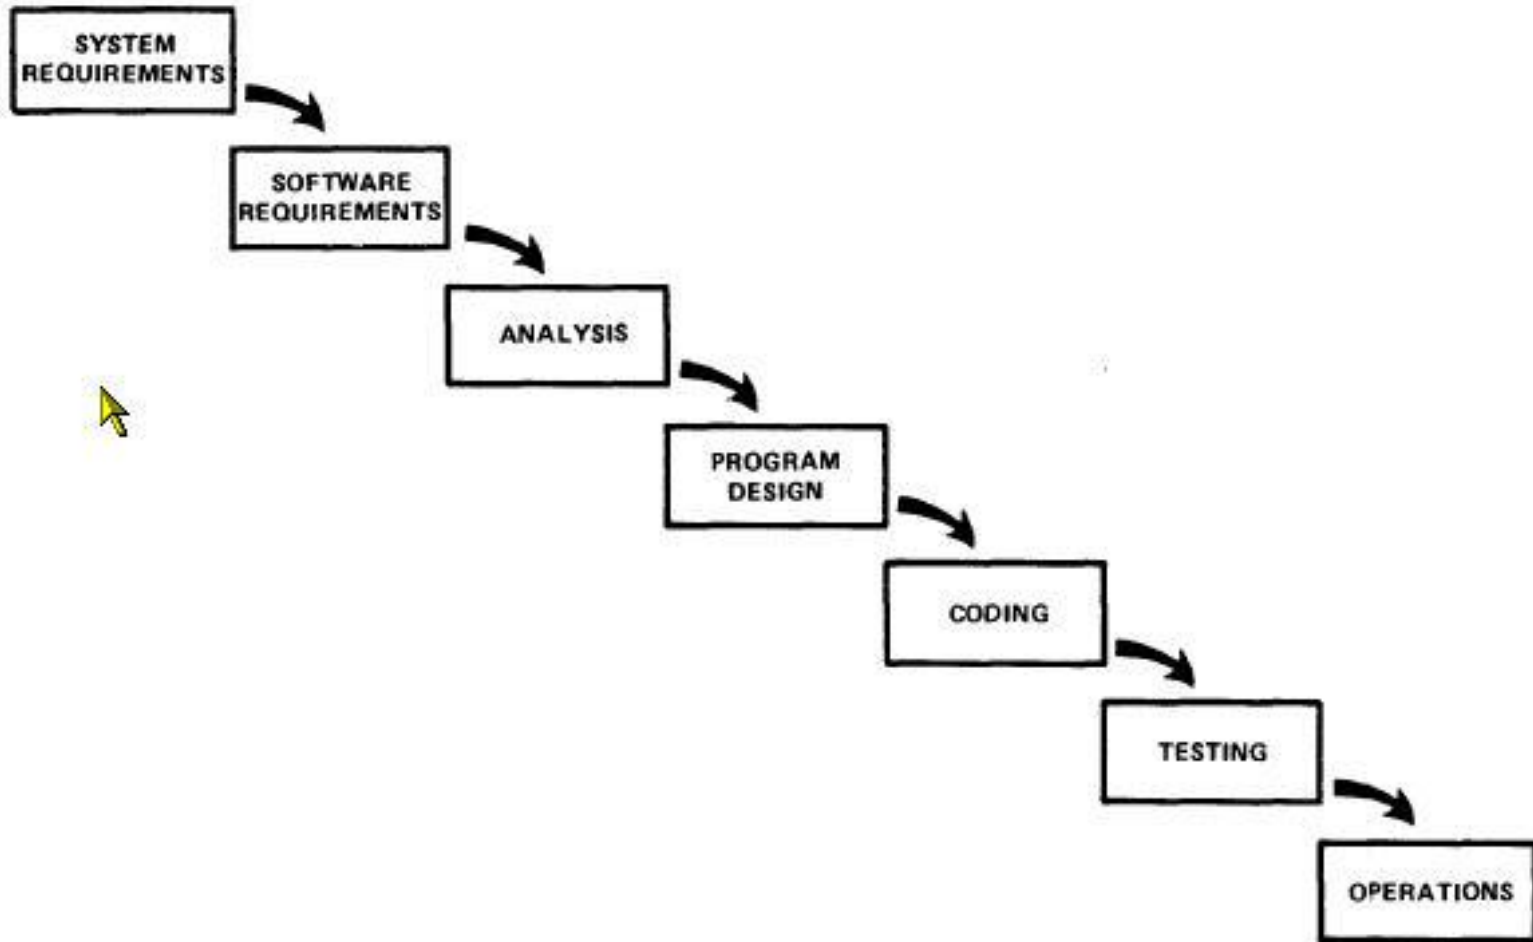 SYSTEM
REQUIREMENTS
SOFTWARE
REQUIREMENTS
ANALYSIS
PROGRAM
DESIGN
CODING
TESTING
OPERATIONS